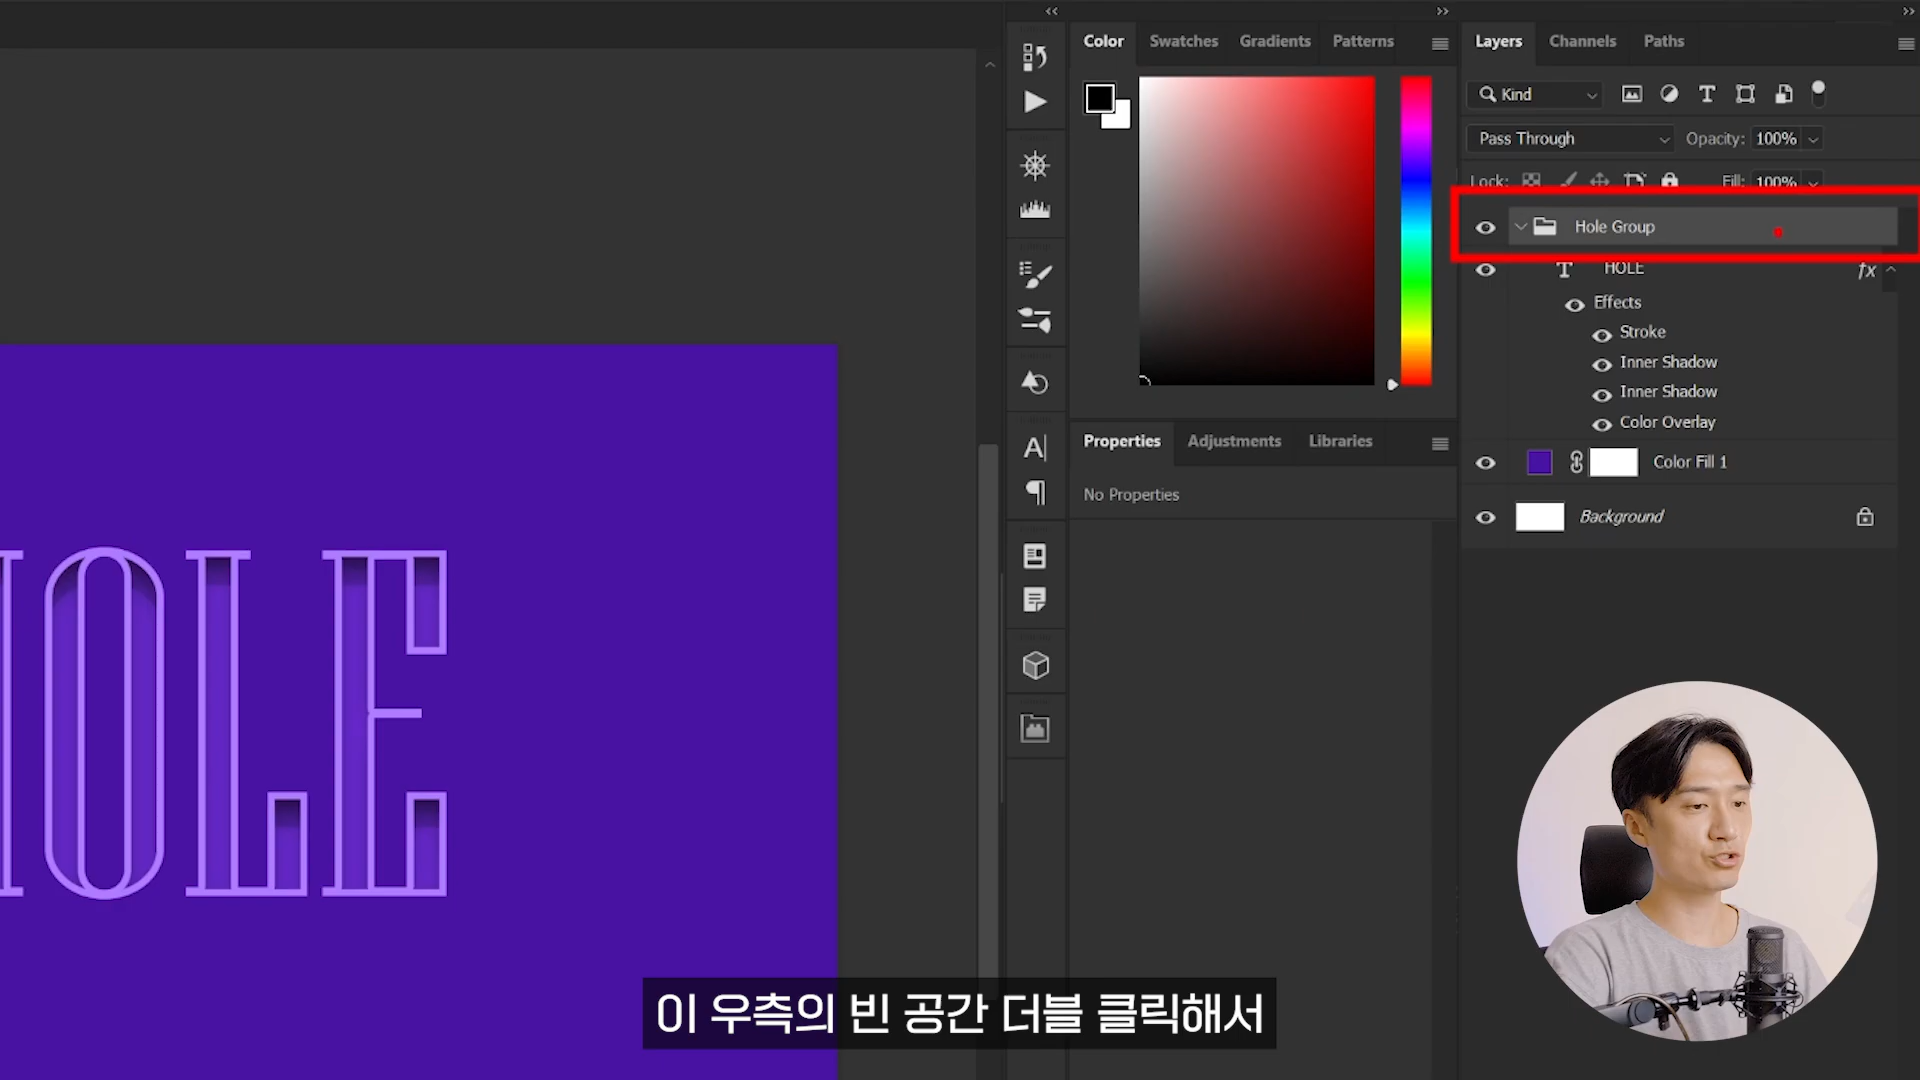 Color Swatches Gradients Patterns
Layers Channels Paths
Kind
Pass Through Opacity: 100%
Lock: Fill: 100%
Hole Group
HOLE fx
Effects
Stroke
Inner Shadow
Inner Shadow
Color Overlay
Color Fill 1
Background
Properties Adjustments Libraries
No Properties
HOLE
이 우측의 빈 공간 더블 클릭해서